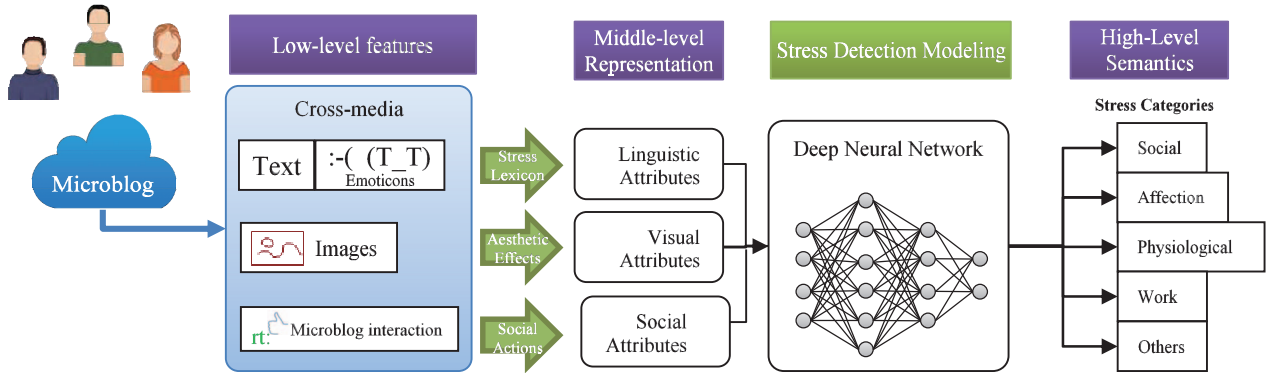 Low-level features
Middle-level
Representation
Stress Detection Modeling
High-Level
Semantics
Microblog
Cross-media
Text
:-( (T_T)
Emoticons
Images
rt:
Microblog interaction
Stress
Lexicon
Aesthetic
Effects
Social
Actions
Linguistic
Attributes
Visual
Attributes
Social
Attributes
Deep Neural Network
Stress Categories
Social
Affection
Physiological
Work
Others